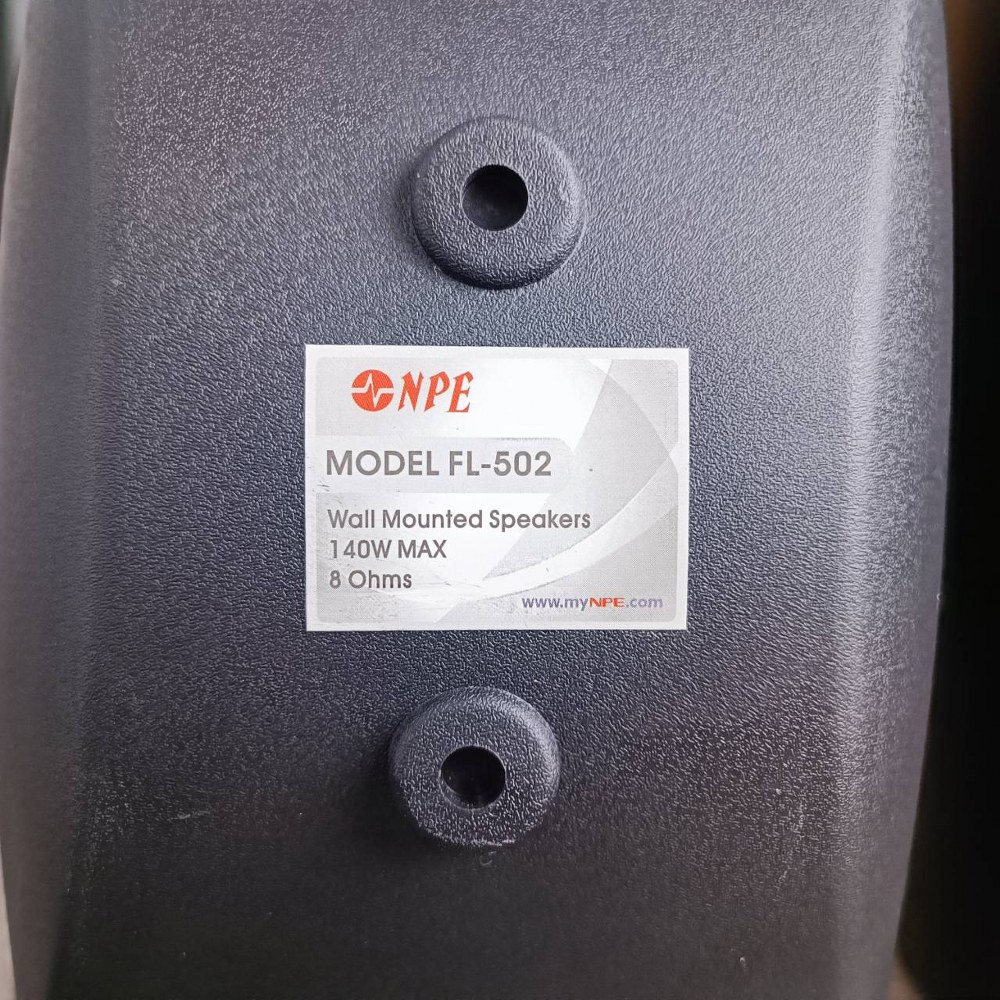 NPE
MODEL FL-502
Wall Mounted Speakers
140W MAX
8 Ohms
www.myNPE.com